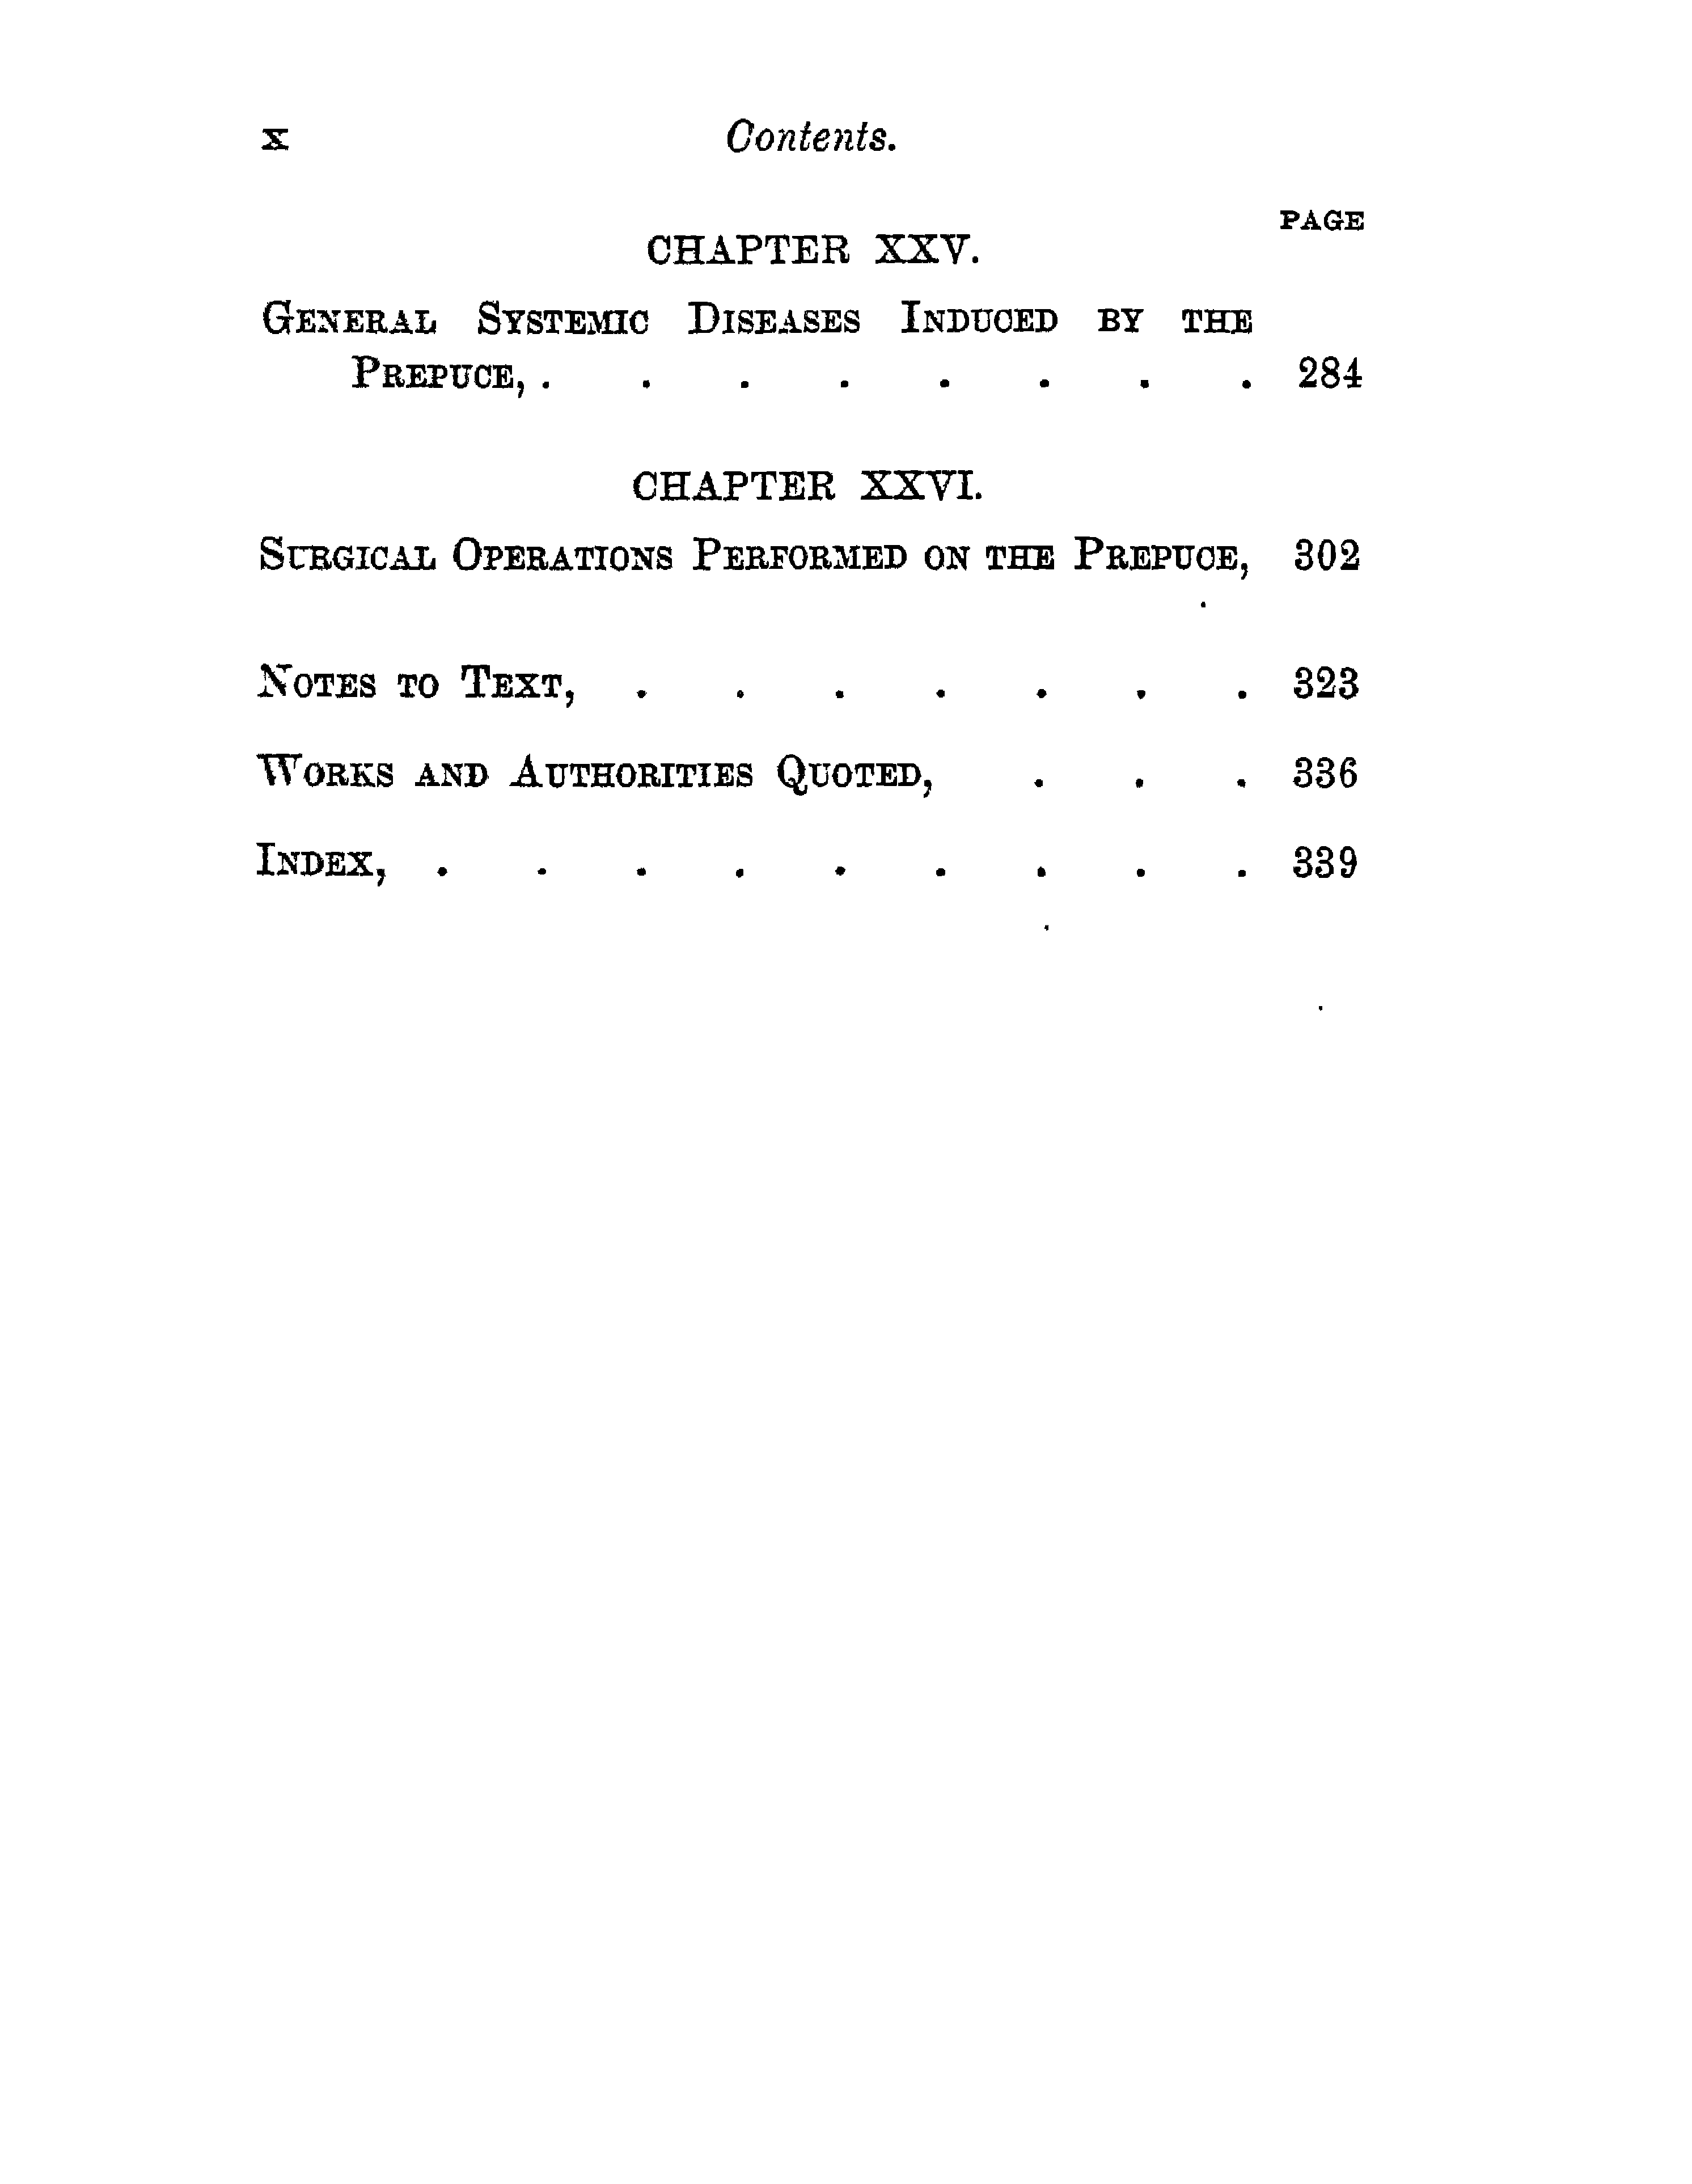 x Contents.
PAGE
CHAPTER XXV.
GENERAL SYSTEMIC DISEASES INDUCED BY THE
PREPUCE, . . . . . . . . 284
CHAPTER XXVI.
SURGICAL OPERATIONS PERFORMED ON THE PREPUCE, 302
NOTES TO TEXT, . . . . . . . 323
WORKS AND AUTHORITIES QUOTED, . . . 336
INDEX, . . . . . . . . . 339